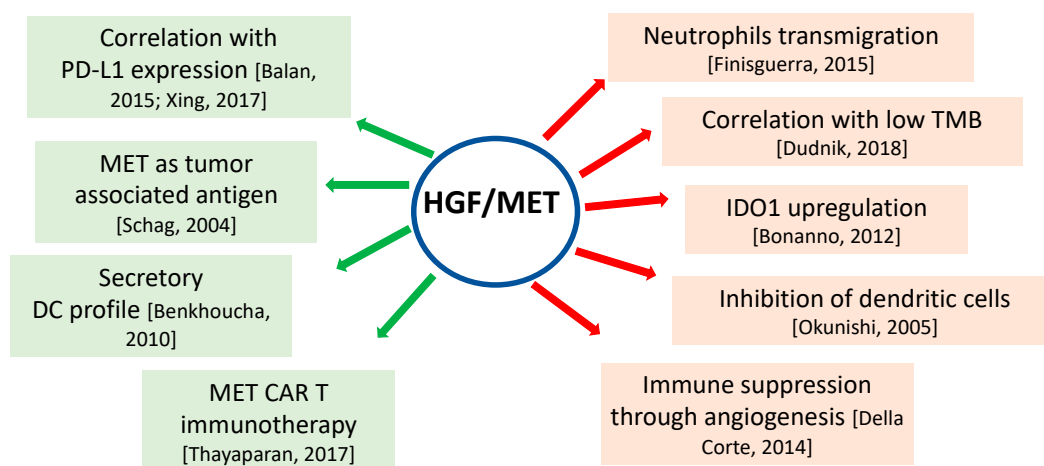 Correlation with
PD-L1 expression [Balan,
2015; Xing, 2017]
MET as tumor
associated antigen
[Schag, 2004]
Secretory
DC profile [Benkhoucha,
2010]
MET CAR T
immunotherapy
[Thayaparan, 2017]
HGF/MET
Neutrophils transmigration
[Finisguerra, 2015]
Correlation with low TMB
[Dudnik, 2018]
IDO1 upregulation
[Bonanno, 2012]
Inhibition of dendritic cells
[Okunishi, 2005]
Immune suppression
through angiogenesis [Della
Corte, 2014]